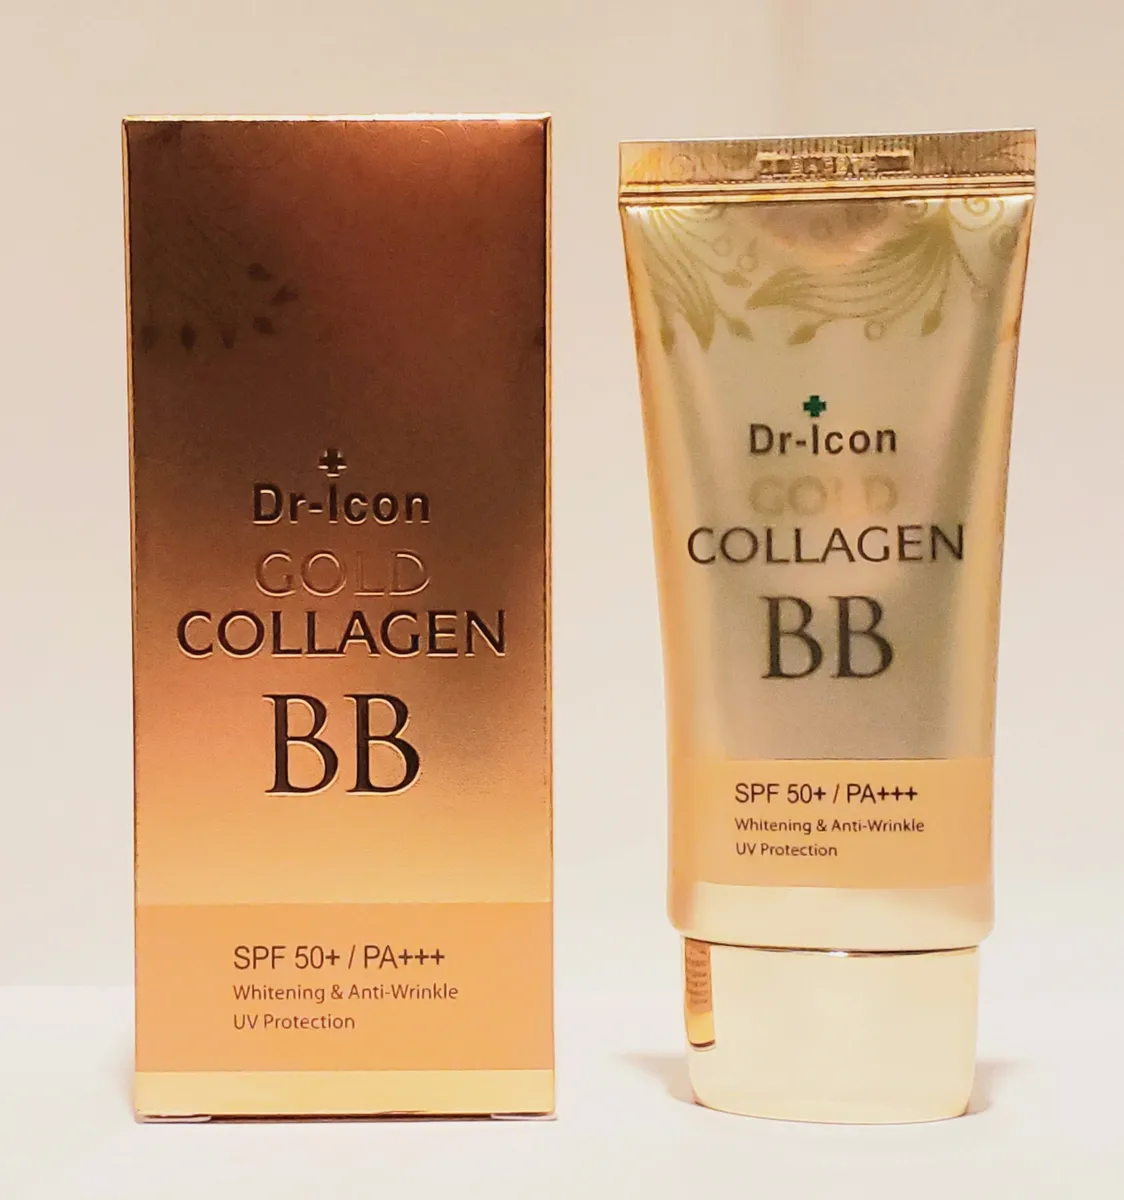 Dr-Icon
GOLD
COLLAGEN
BB
SPF 50+ / PA+++
Whitening & Anti-Wrinkle
UV Protection
Dr-Icon
GOLD
COLLAGEN
BB
SPF 50+ / PA+++
Whitening & Anti-Wrinkle
UV Protection